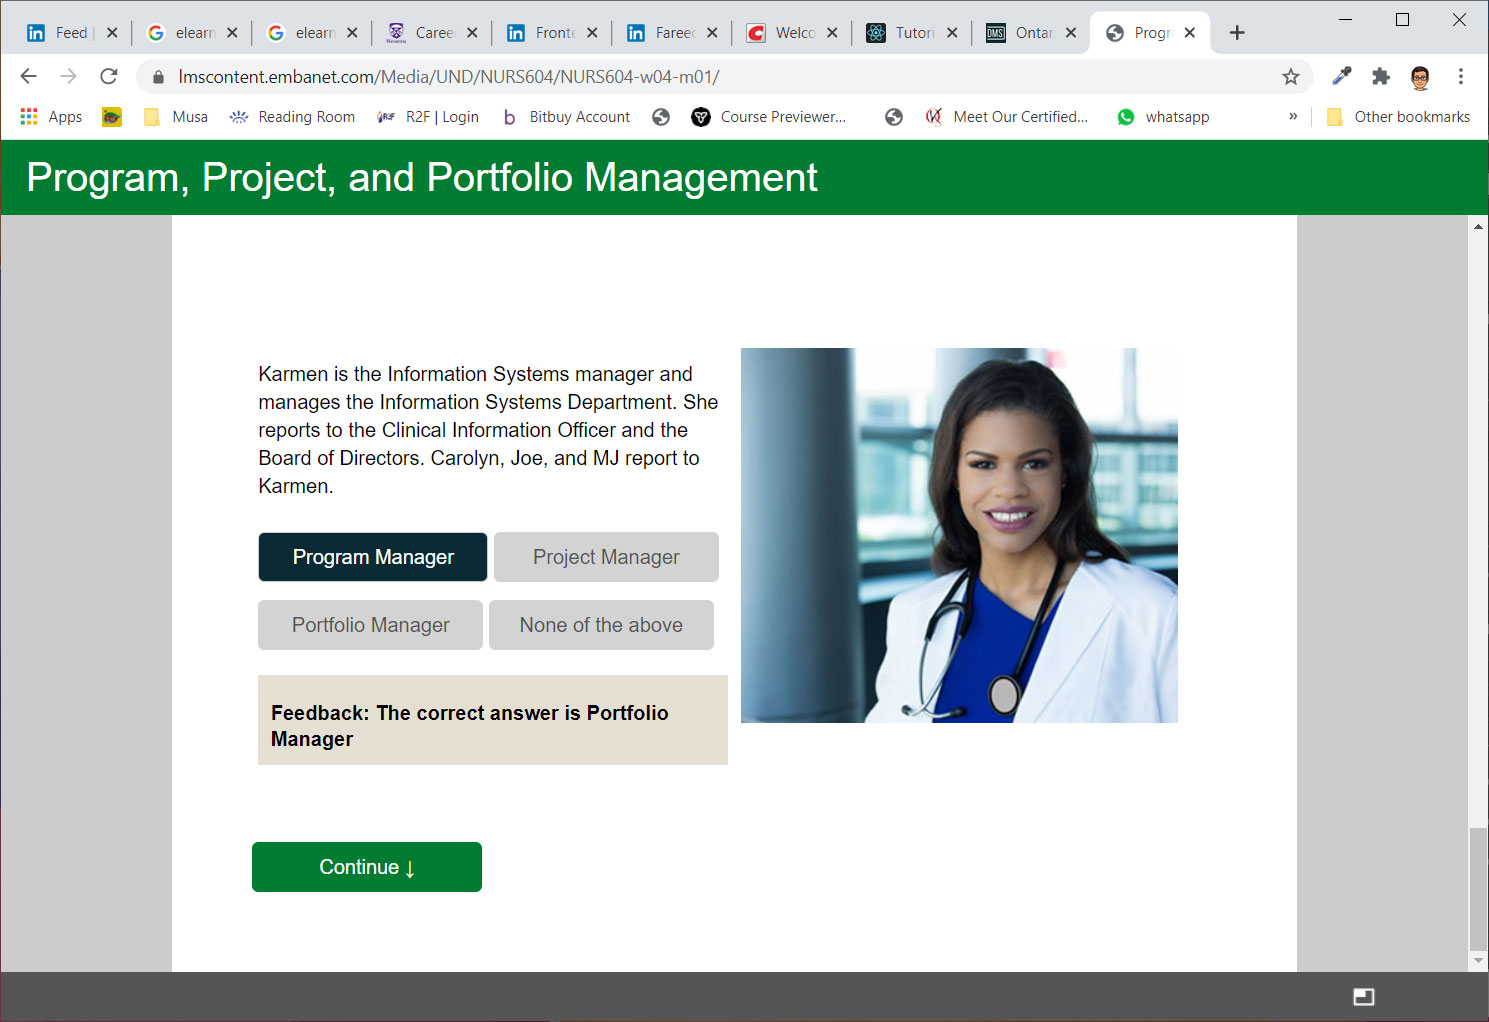 Feed
elearn
elearn
Caree
Fronte
Fareec
Welco
Tutori
DMS
Ontar
Progr
lmscontent.embanet.com/Media/UND/NURS604/NURS604-w04-m01/
Apps
Musa
Reading Room
R2F | Login
b
Bitbuy Account
Course Previewer...
Meet Our Certified...
whatsapp
»
Other bookmarks
Program, Project, and Portfolio Management
Karmen is the Information Systems manager and
manages the Information Systems Department. She
reports to the Clinical Information Officer and the
Board of Directors. Carolyn, Joe, and MJ report to
Karmen.
Program Manager
Project Manager
Portfolio Manager
None of the above
Feedback: The correct answer is Portfolio
Manager
Continue ↓